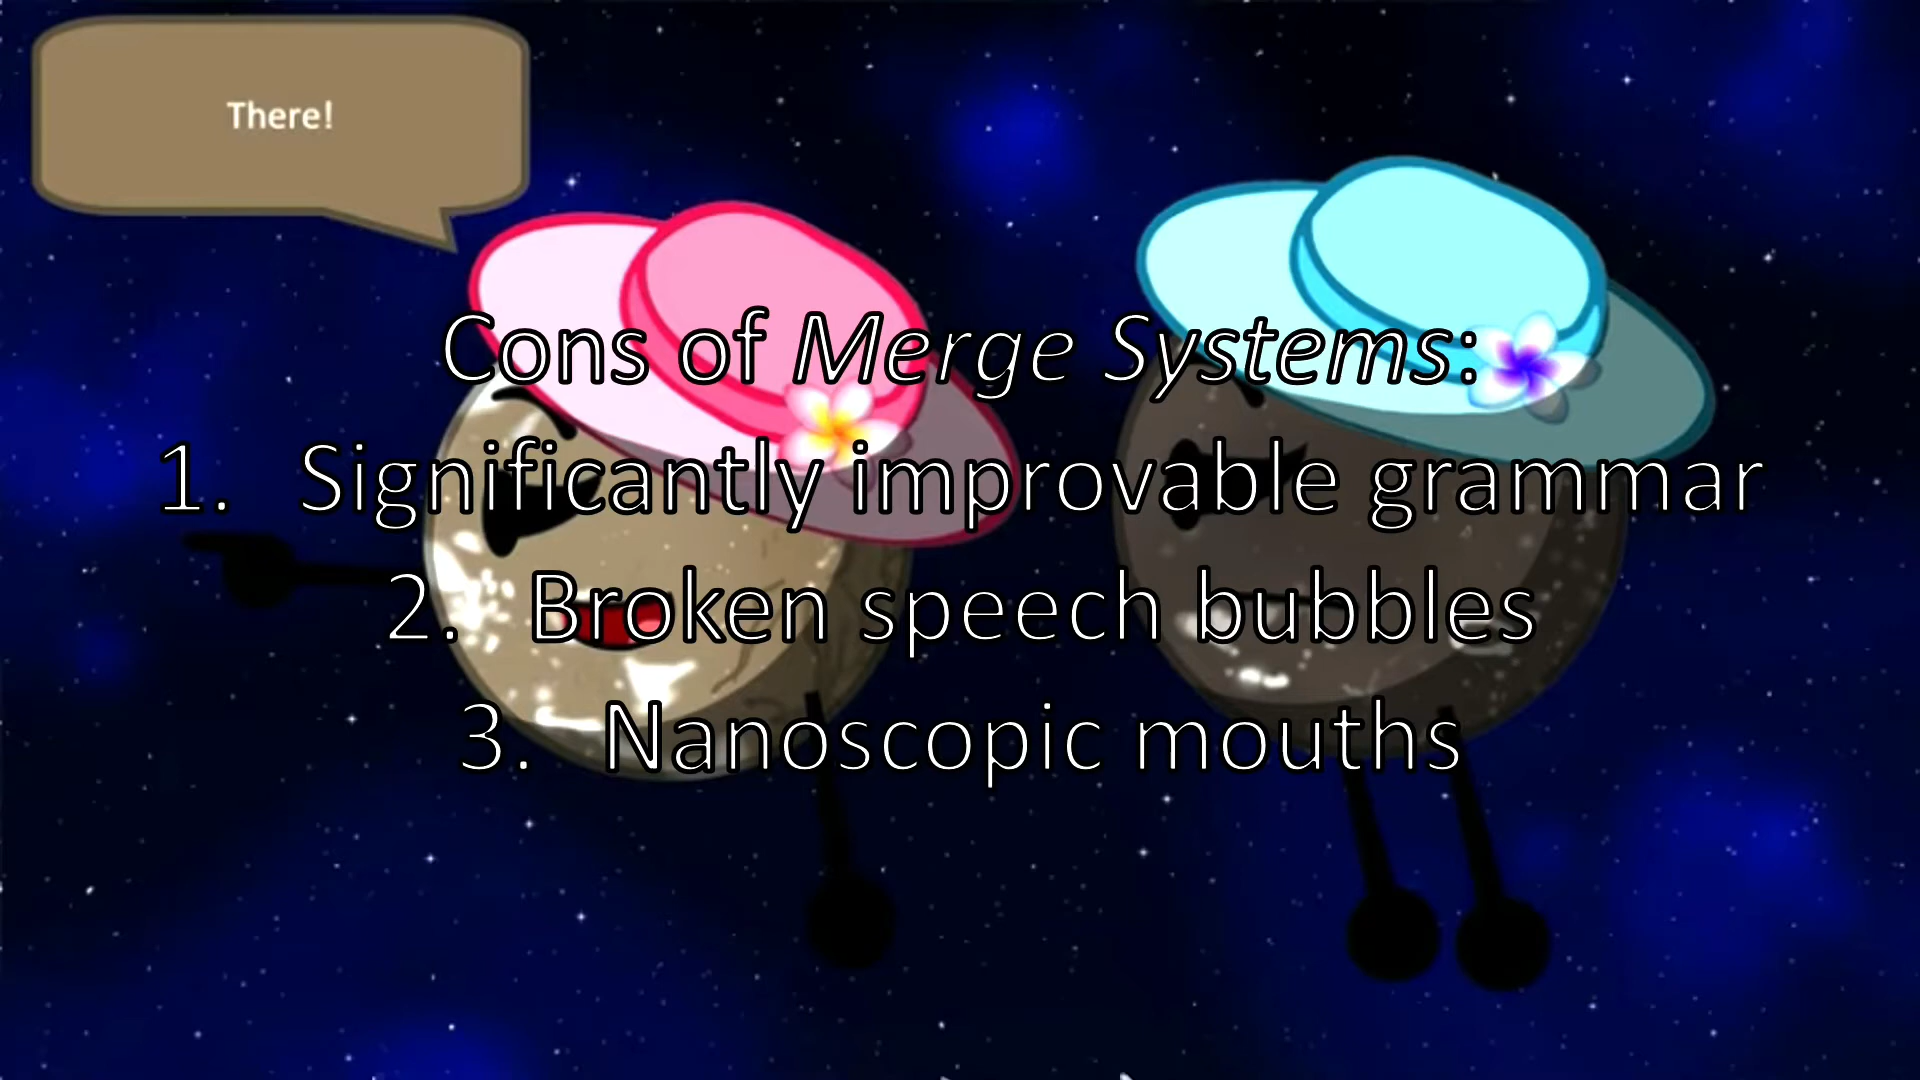 There!
Cons of Merge Systems:
1. Significantly improvable grammar
2. Broken speech bubbles
3. Nanoscopic mouths